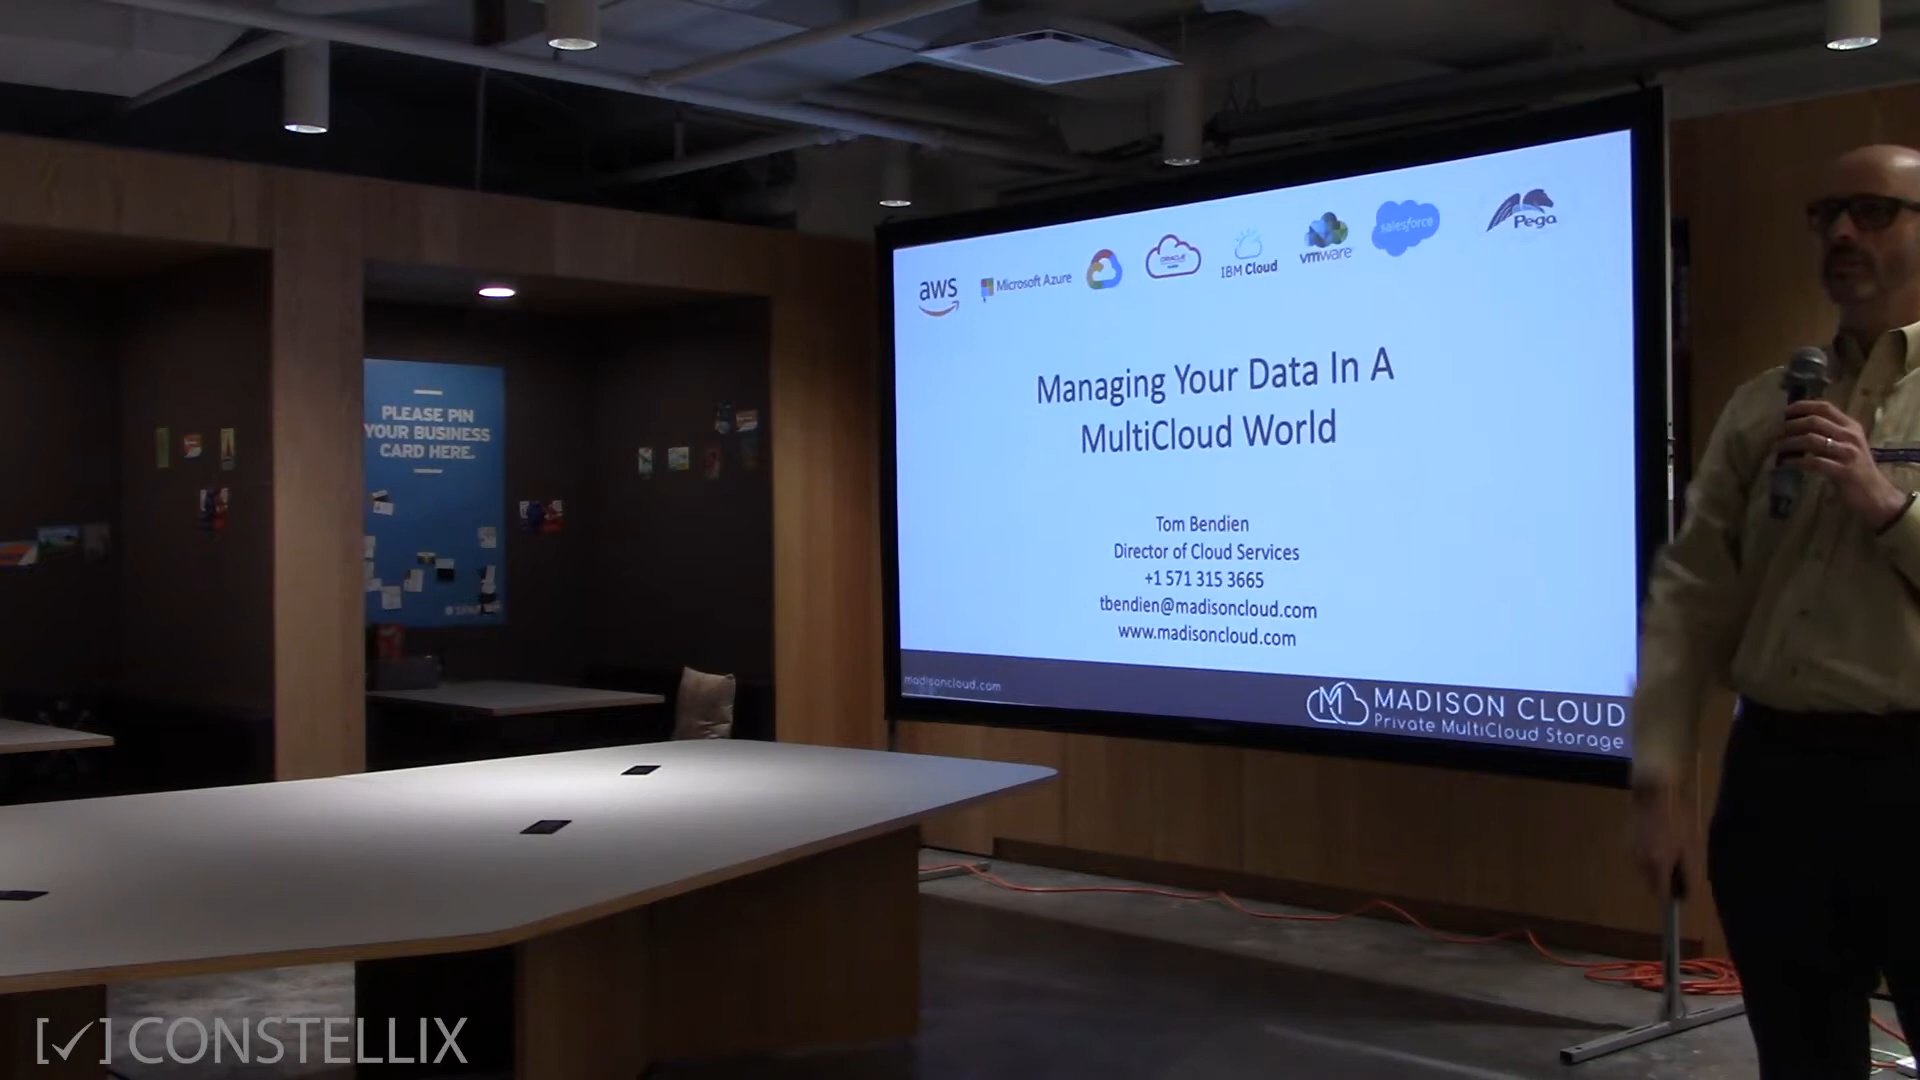 aws
Microsoft Azure
ORACLE
IBM Cloud
vmware
salesforce
Pega
Managing Your Data In A
MultiCloud World
Tom Bendien
Director of Cloud Services
+1 571 315 3665
tbendien@madisoncloud.com
www.madisoncloud.com
madisoncloud.com
MADISON CLOUD
Private MultiCloud Storage
PLEASE PIN
YOUR BUSINESS
CARD HERE.
[✓] CONSTELLIX